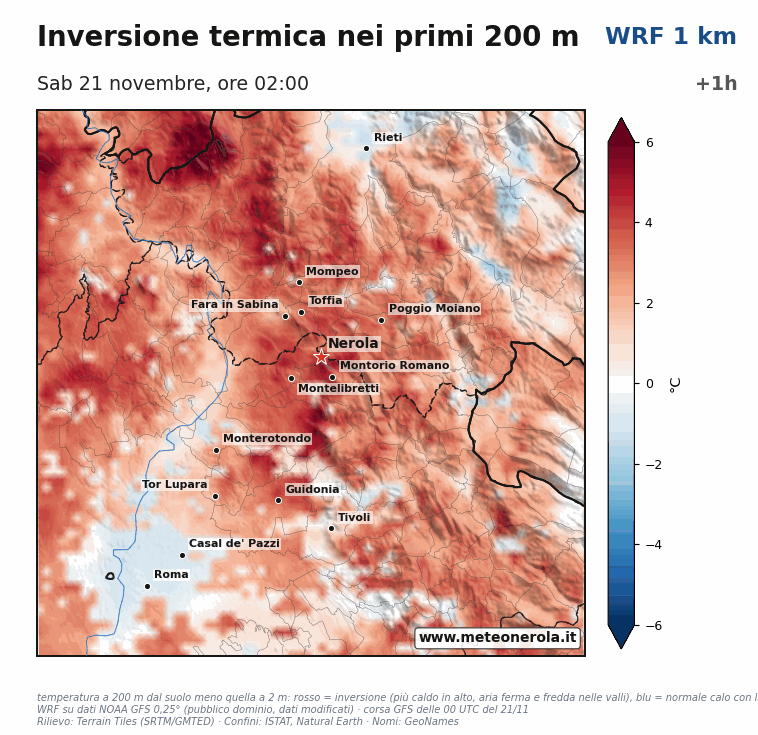 Inversione termica nei primi 200 m WRF 1 km
Sab 21 novembre, ore 02:00 +1h
Rieti
Mompeo
Toffia
Fara in Sabina
Poggio Moiano
Nerola
Montorio Romano
Montelibretti
Monterotondo
Tor Lupara
Guidonia
Tivoli
Casal de' Pazzi
Roma
www.meteonerola.it
6
4
2
0
−2
−4
−6
°C
temperatura a 200 m dal suolo meno quella a 2 m: rosso = inversione (più caldo in alto, aria ferma e fredda nelle valli), blu = normale calo con l
WRF su dati NOAA GFS 0,25° (pubblico dominio, dati modificati) · corsa GFS delle 00 UTC del 21/11
Rilievo: Terrain Tiles (SRTM/GMTED) · Confini: ISTAT, Natural Earth · Nomi: GeoNames